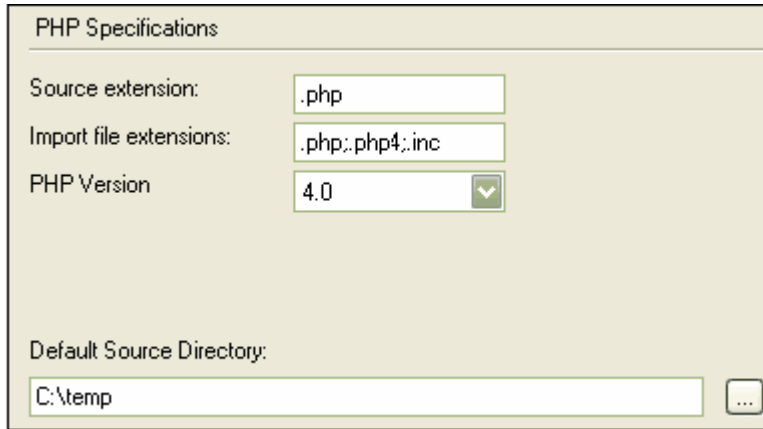 PHP Specifications
Source extension: .php
Import file extensions: .php;.php4;.inc
PHP Version 4.0
Default Source Directory:
C:\temp ...